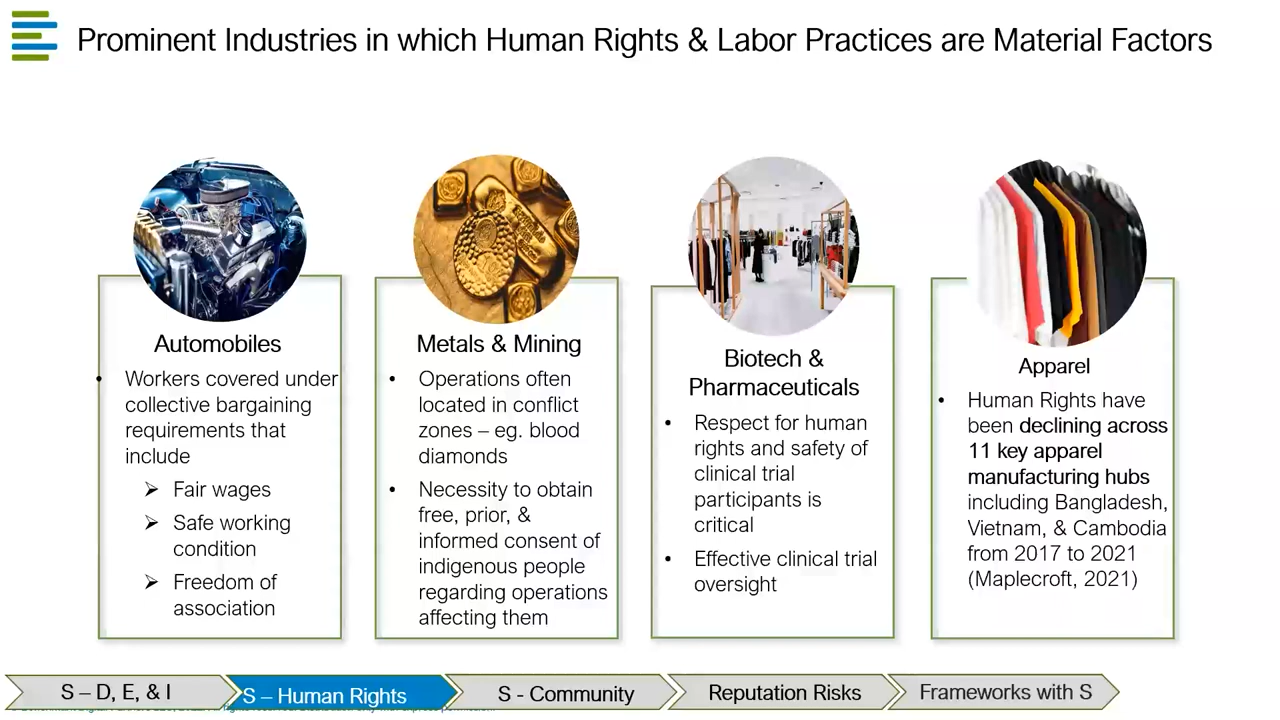 Prominent Industries in which Human Rights & Labor Practices are Material Factors
Automobiles
• Workers covered under
collective bargaining
requirements that
include
➢ Fair wages
➢ Safe working
condition
➢ Freedom of
association
Metals & Mining
• Operations often
located in conflict
zones – eg. blood
diamonds
• Necessity to obtain
free, prior, &
informed consent of
indigenous people
regarding operations
affecting them
Biotech &
Pharmaceuticals
• Respect for human
rights and safety of
clinical trial
participants is
critical
• Effective clinical trial
oversight
Apparel
• Human Rights have
been declining across
11 key apparel
manufacturing hubs
including Bangladesh,
Vietnam, & Cambodia
from 2017 to 2021
(Maplecroft, 2021)
S – D, E, & I
S – Human Rights
S - Community
Reputation Risks
Frameworks with S